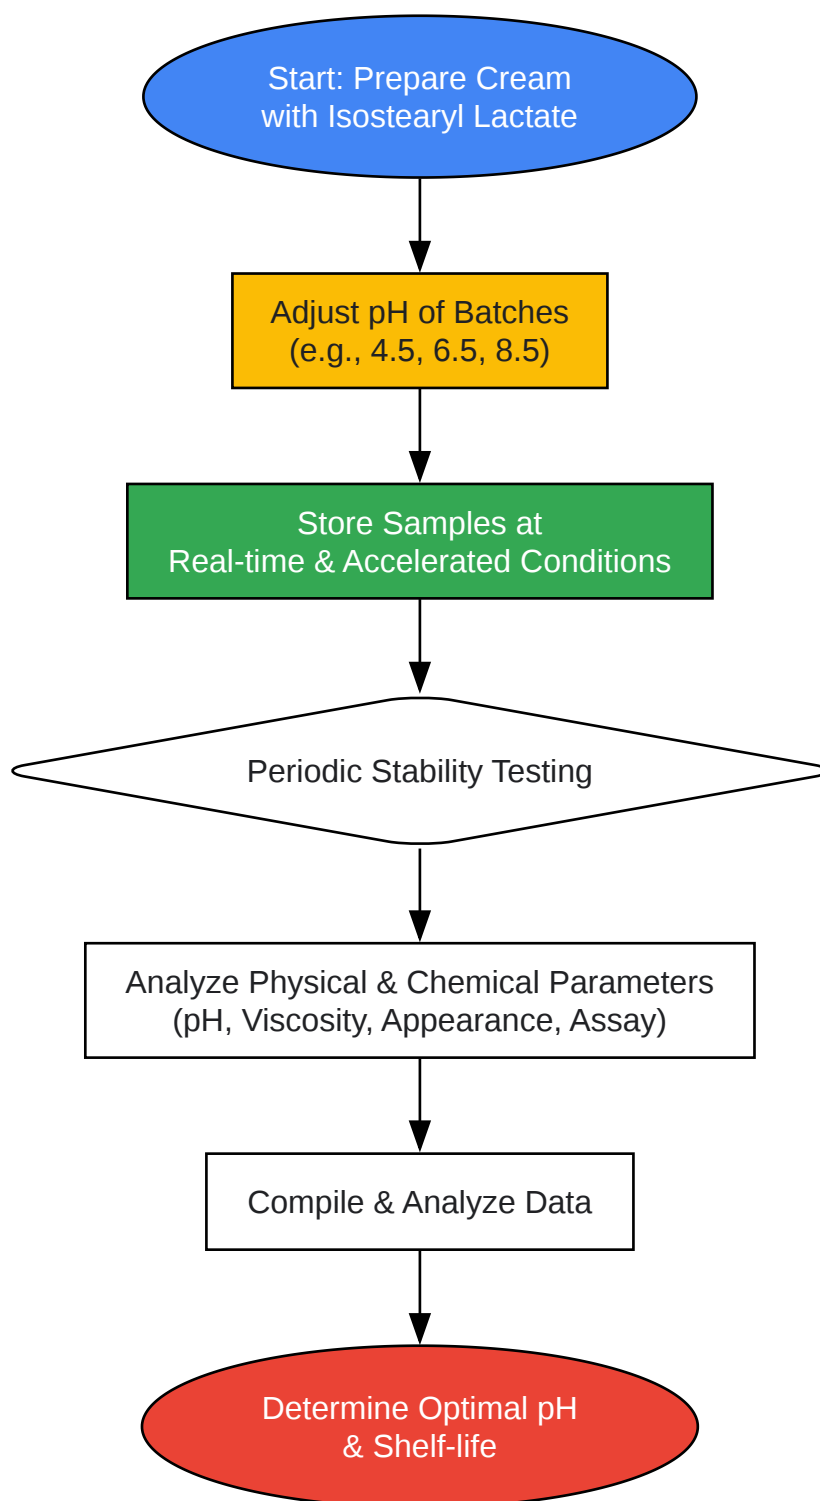 Start: Prepare Cream
with Isostearyl Lactate
Adjust pH of Batches
(e.g., 4.5, 6.5, 8.5)
Store Samples at
Real-time & Accelerated Conditions
Periodic Stability Testing
Analyze Physical & Chemical Parameters
(pH, Viscosity, Appearance, Assay)
Compile & Analyze Data
Determine Optimal pH
& Shelf-life